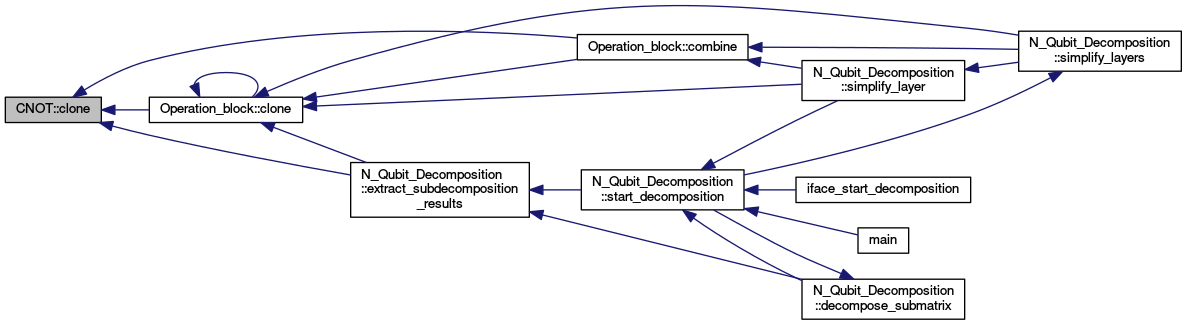 CNOT::clone
Operation_block::clone
Operation_block::combine
N_Qubit_Decomposition
::simplify_layers
N_Qubit_Decomposition
::simplify_layer
N_Qubit_Decomposition
::extract_subdecomposition
_results
N_Qubit_Decomposition
::start_decomposition
iface_start_decomposition
main
N_Qubit_Decomposition
::decompose_submatrix